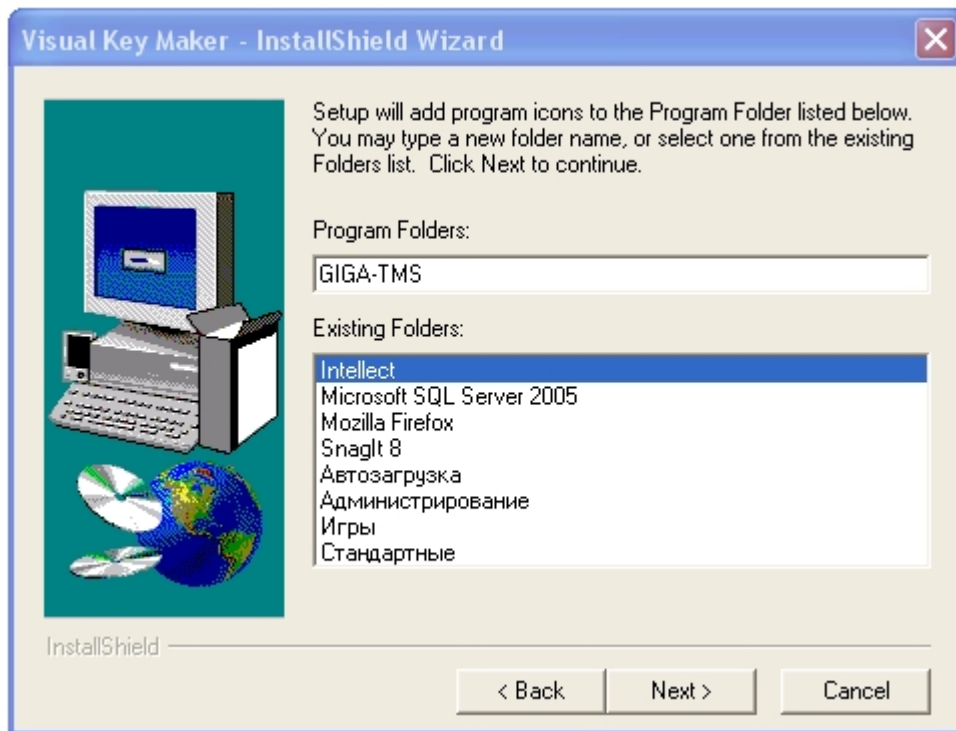 Visual Key Maker - InstallShield Wizard
Setup will add program icons to the Program Folder listed below.
You may type a new folder name, or select one from the existing
Folders list.  Click Next to continue.
Program Folders:
GIGA-TMS
Existing Folders:
Intellect
Microsoft SQL Server 2005
Mozilla Firefox
SnagIt 8
Автозагрузка
Администрирование
Игры
Стандартные
InstallShield
< Back
Next >
Cancel